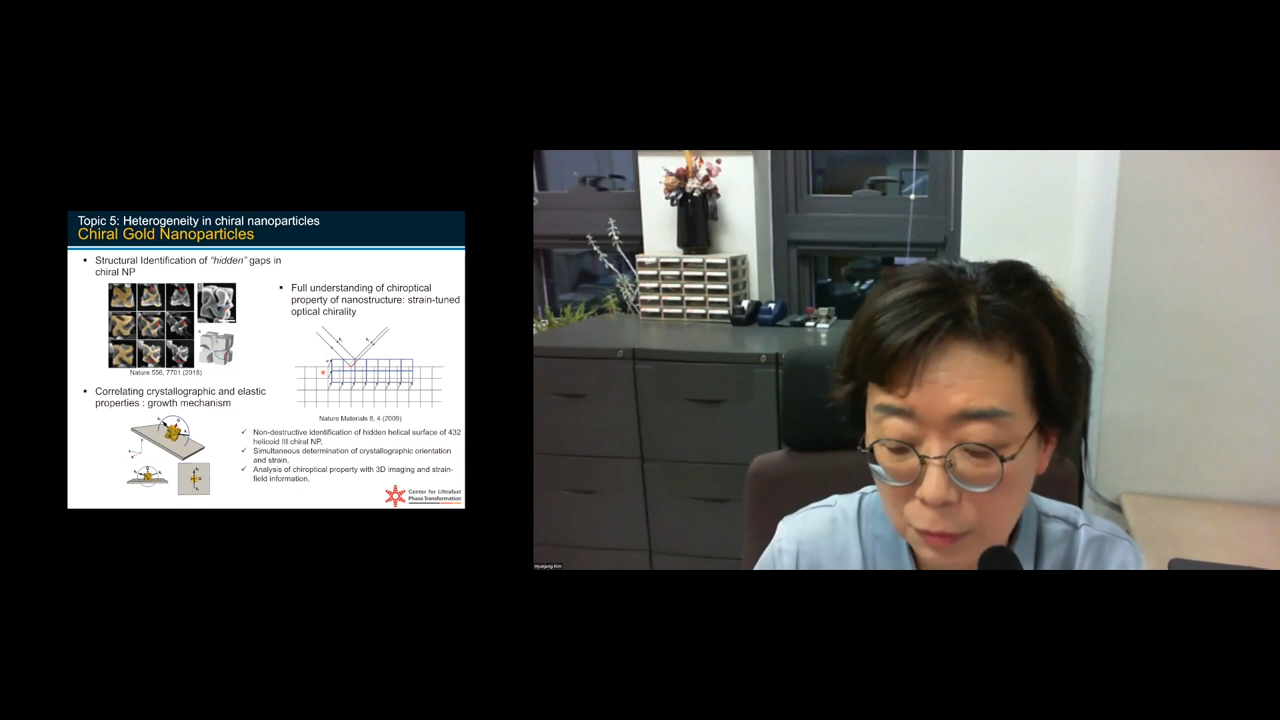 Topic 5: Heterogeneity in chiral nanoparticles
Chiral Gold Nanoparticles
Structural Identification of "hidden" gaps in
chiral NP
Nature 556, 7701 (2018)
Correlating crystallographic and elastic
properties : growth mechanism
Full understanding of chiroptical
property of nanostructure: strain-tuned
optical chirality
Nature Materials 8, 4 (2009)
✓ Non-destructive identification of hidden helical surface of 432
helicoid III chiral NP.
✓ Simultaneous determination of crystallographic orientation
and strain.
✓ Analysis of chiroptical property with 3D imaging and strain-
field information.
Center for Ultrafast
Phase Transformation
Hyunjung Kim